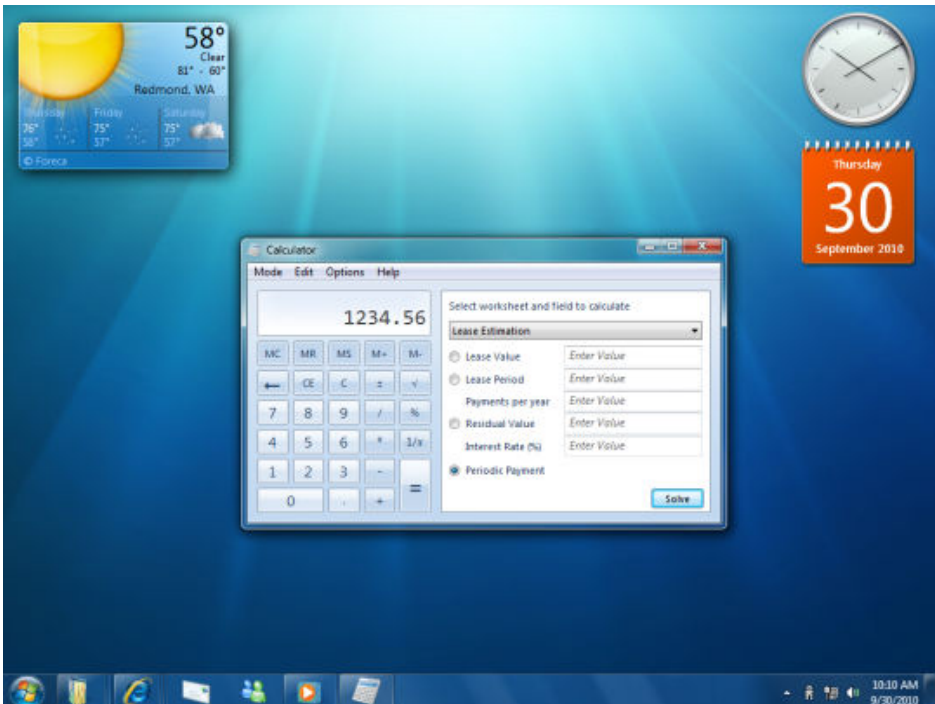 58°
Clear
81° - 60°
Redmond, WA
Thursday
Friday
Saturday
76°
75°
75°
58°
57°
57°
© Foreca
Thursday
30
September 2010
Calculator
Mode Edit Options Help
1234.56
MC MR MS M+ M-
← CE C ± √
7 8 9 / %
4 5 6 * 1/x
1 2 3 - =
0 . +
Select worksheet and field to calculate
Lease Estimation
Lease Value Enter Value
Lease Period Enter Value
Payments per year Enter Value
Residual Value Enter Value
Interest Rate (%) Enter Value
Periodic Payment
Solve
10:10 AM
9/30/2010